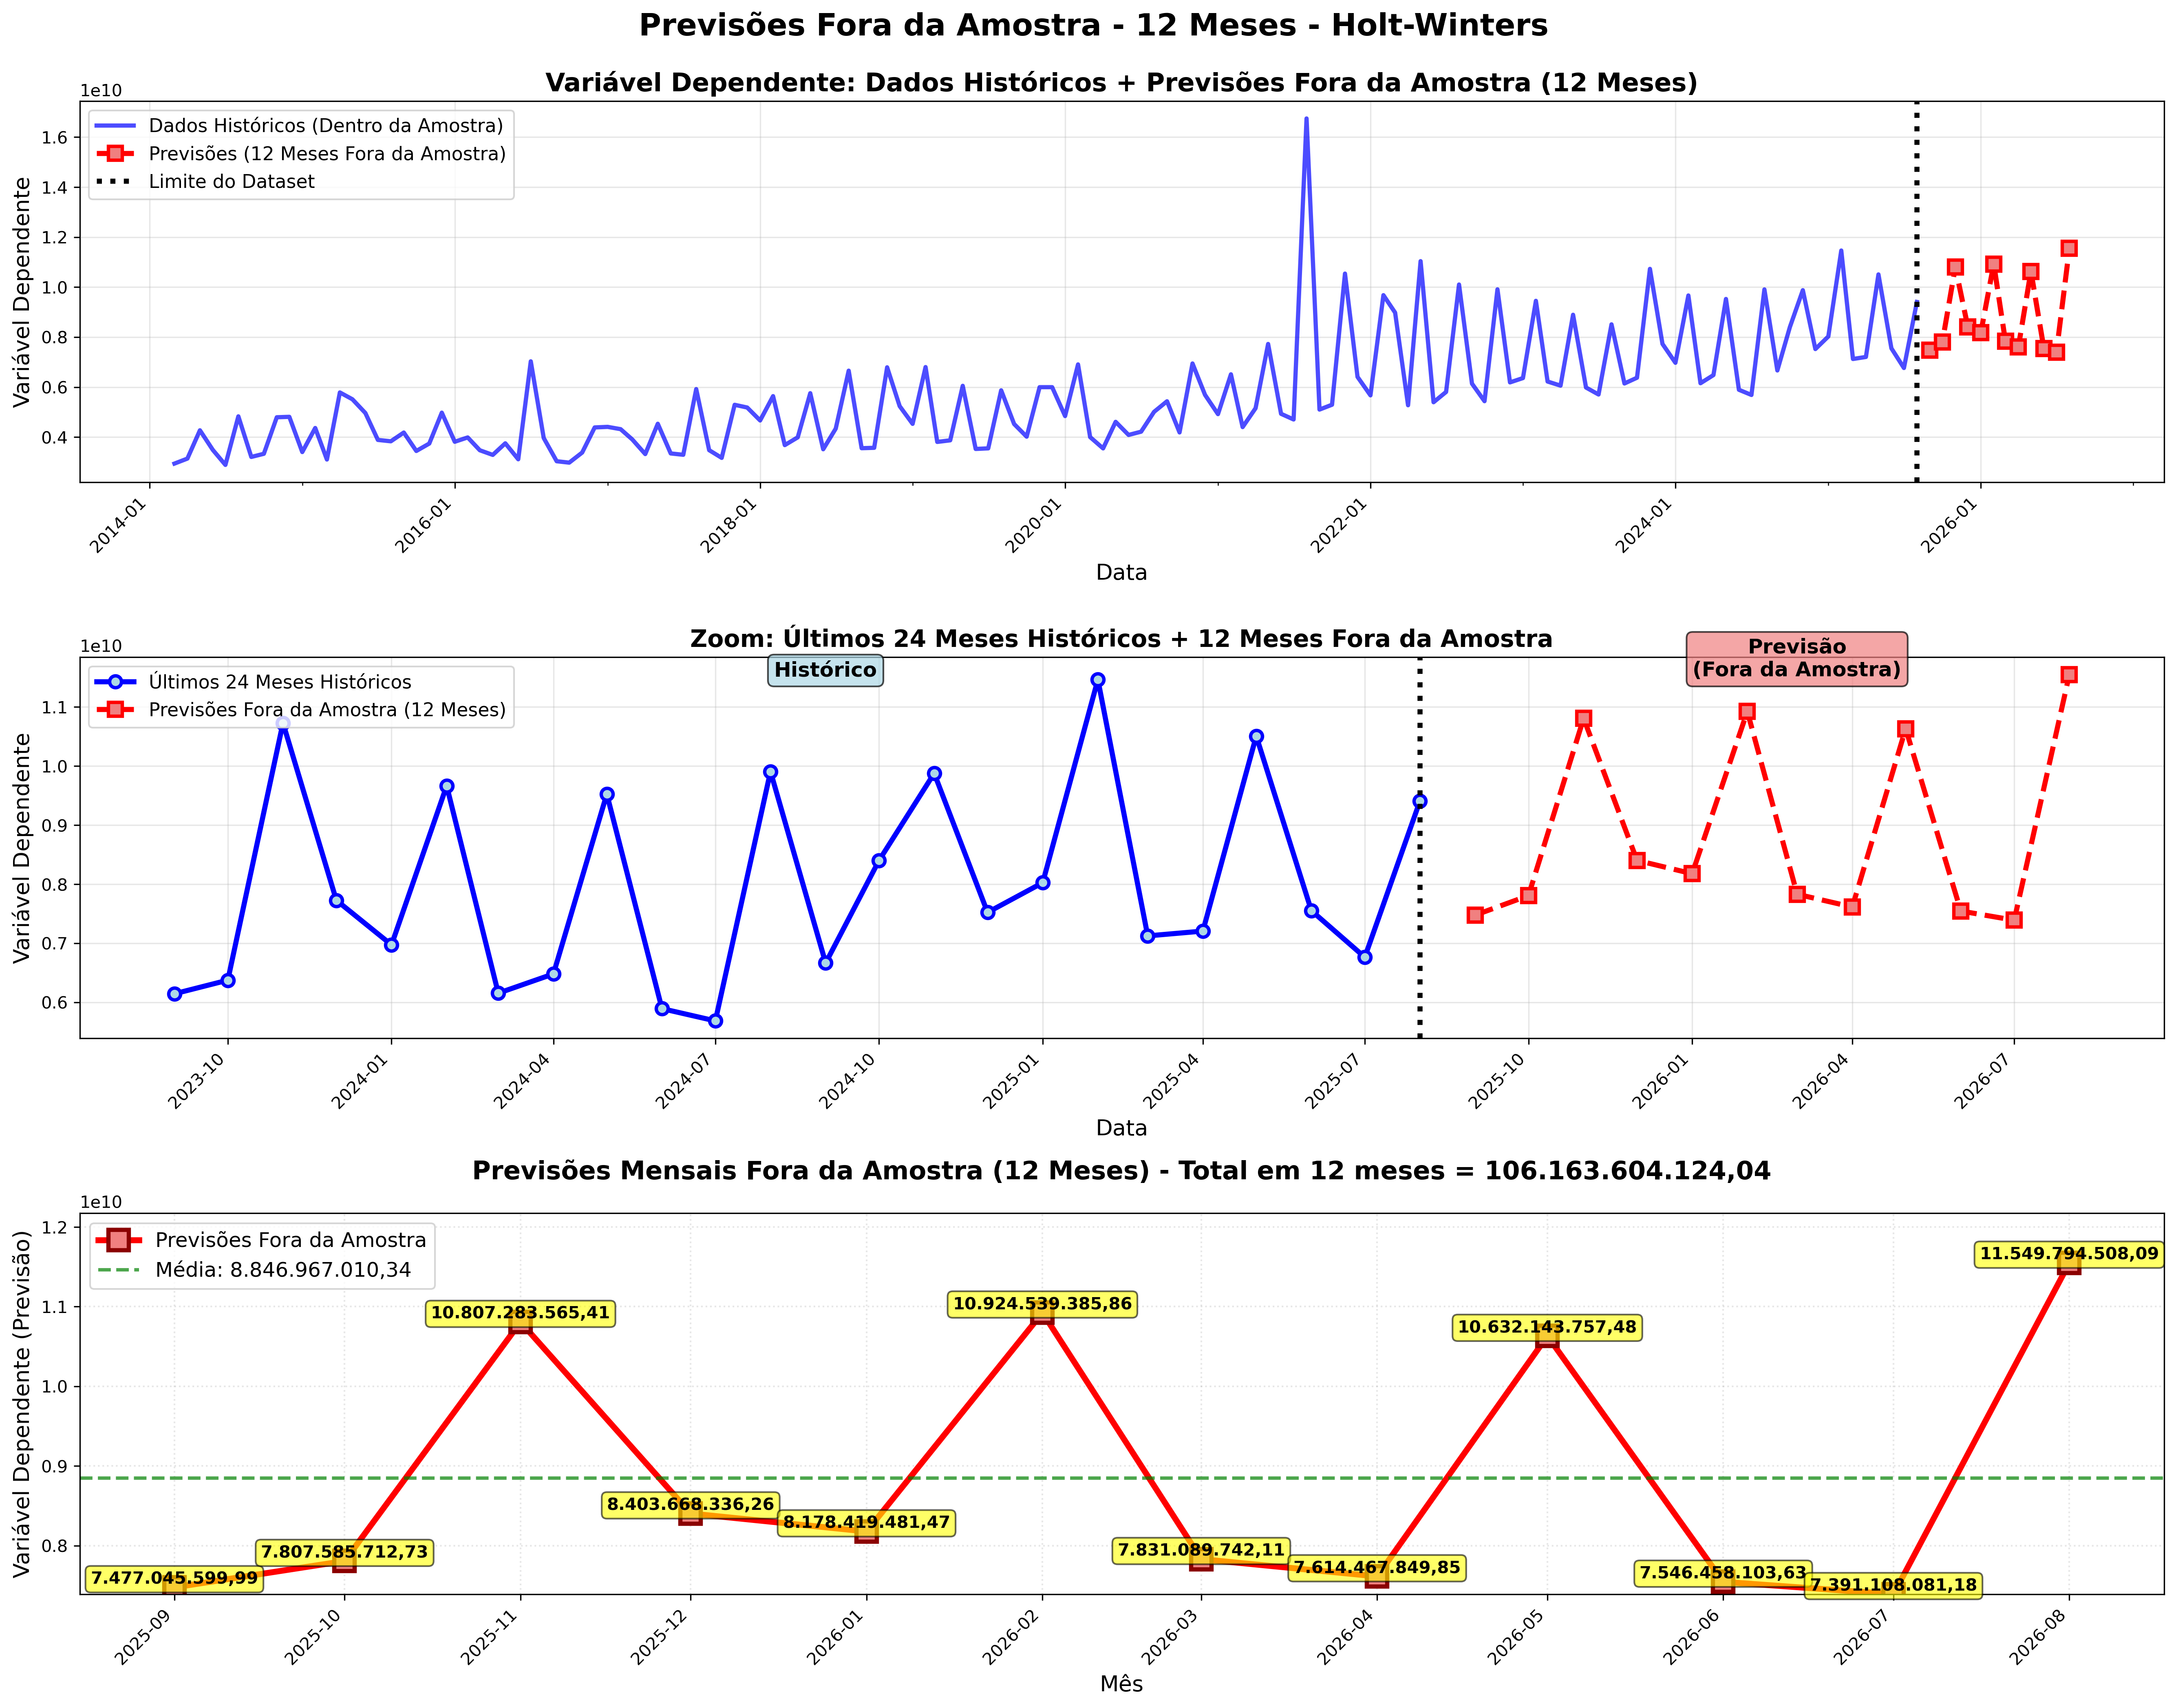 Previsões Fora da Amostra - 12 Meses - Holt-Winters
Variável Dependente: Dados Históricos + Previsões Fora da Amostra (12 Meses)
1e10
Dados Históricos (Dentro da Amostra)
Previsões (12 Meses Fora da Amostra)
Limite do Dataset
Variável Dependente
1.6
1.4
1.2
1.0
0.8
0.6
0.4
2014-01
2016-01
2018-01
2020-01
2022-01
2024-01
2026-01
Data
Zoom: Últimos 24 Meses Históricos + 12 Meses Fora da Amostra
1e10
Histórico
Previsão
(Fora da Amostra)
Últimos 24 Meses Históricos
Previsões Fora da Amostra (12 Meses)
Variável Dependente
1.1
1.0
0.9
0.8
0.7
0.6
2023-10
2024-01
2024-04
2024-07
2024-10
2025-01
2025-04
2025-07
2025-10
2026-01
2026-04
2026-07
Data
Previsões Mensais Fora da Amostra (12 Meses) - Total em 12 meses = 106.163.604.124,04
1e10
Previsões Fora da Amostra
Média: 8.846.967.010,34
Variável Dependente (Previsão)
1.2
1.1
1.0
0.9
0.8
7.477.045.599,99
7.807.585.712,73
10.807.283.565,41
8.403.668.336,26
8.178.419.481,47
10.924.539.385,86
7.831.089.742,11
7.614.467.849,85
10.632.143.757,48
7.546.458.103,63
7.391.108.081,18
11.549.794.508,09
2025-09
2025-10
2025-11
2025-12
2026-01
2026-02
2026-03
2026-04
2026-05
2026-06
2026-07
2026-08
Mês